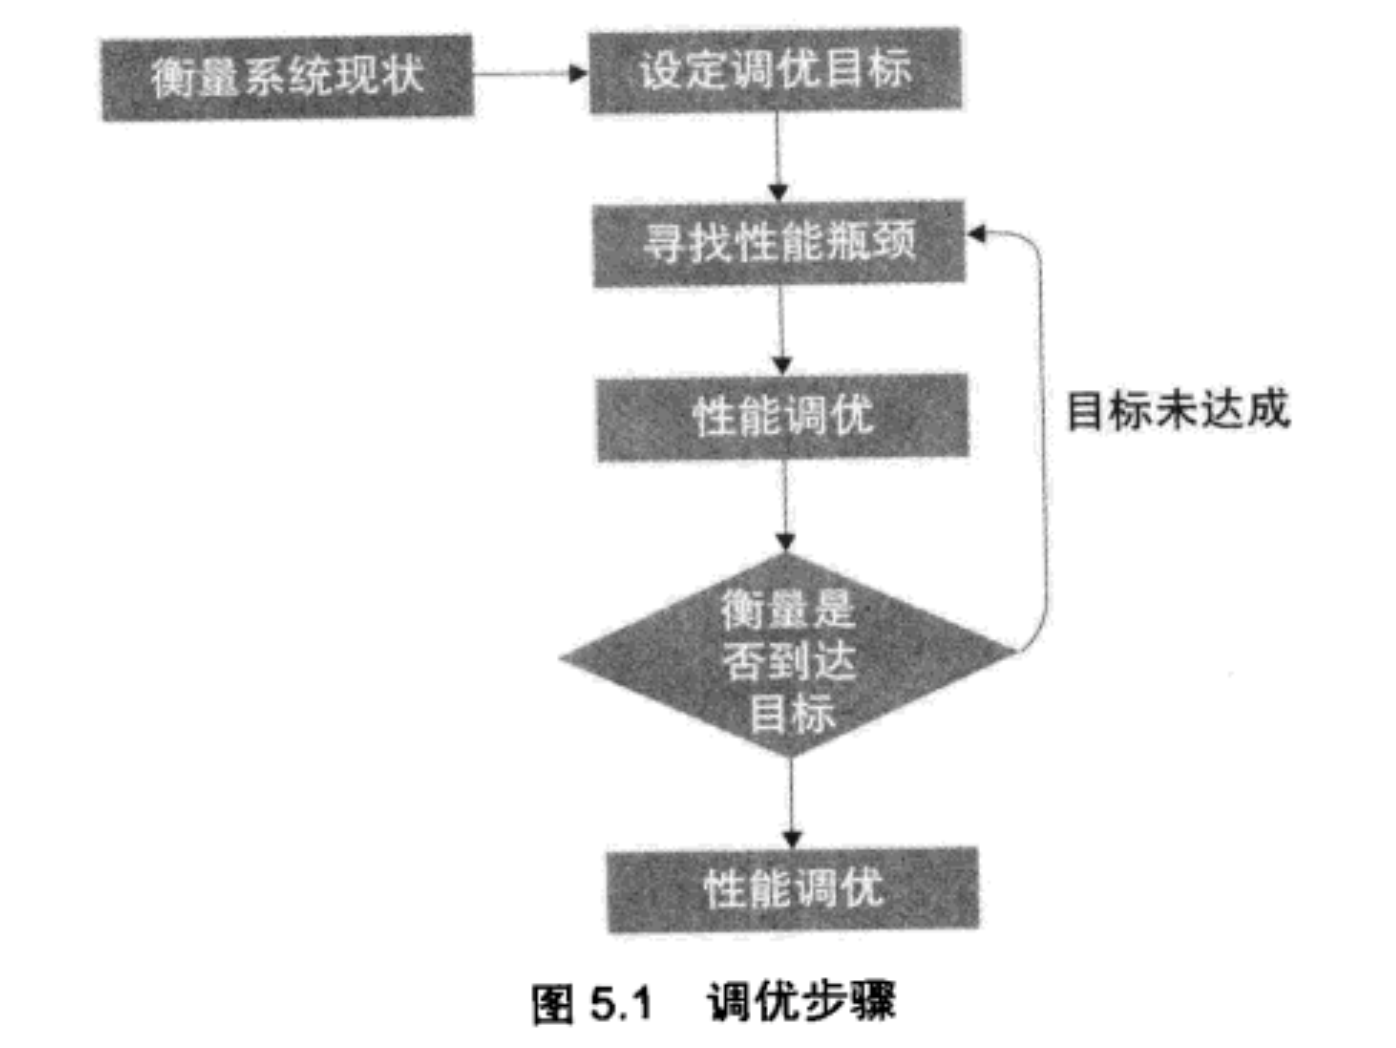 衡量系统现状
设定调优目标
寻找性能瓶颈
性能调优
目标未达成
衡量是
否到达
目标
性能调优
图 5.1 调优步骤